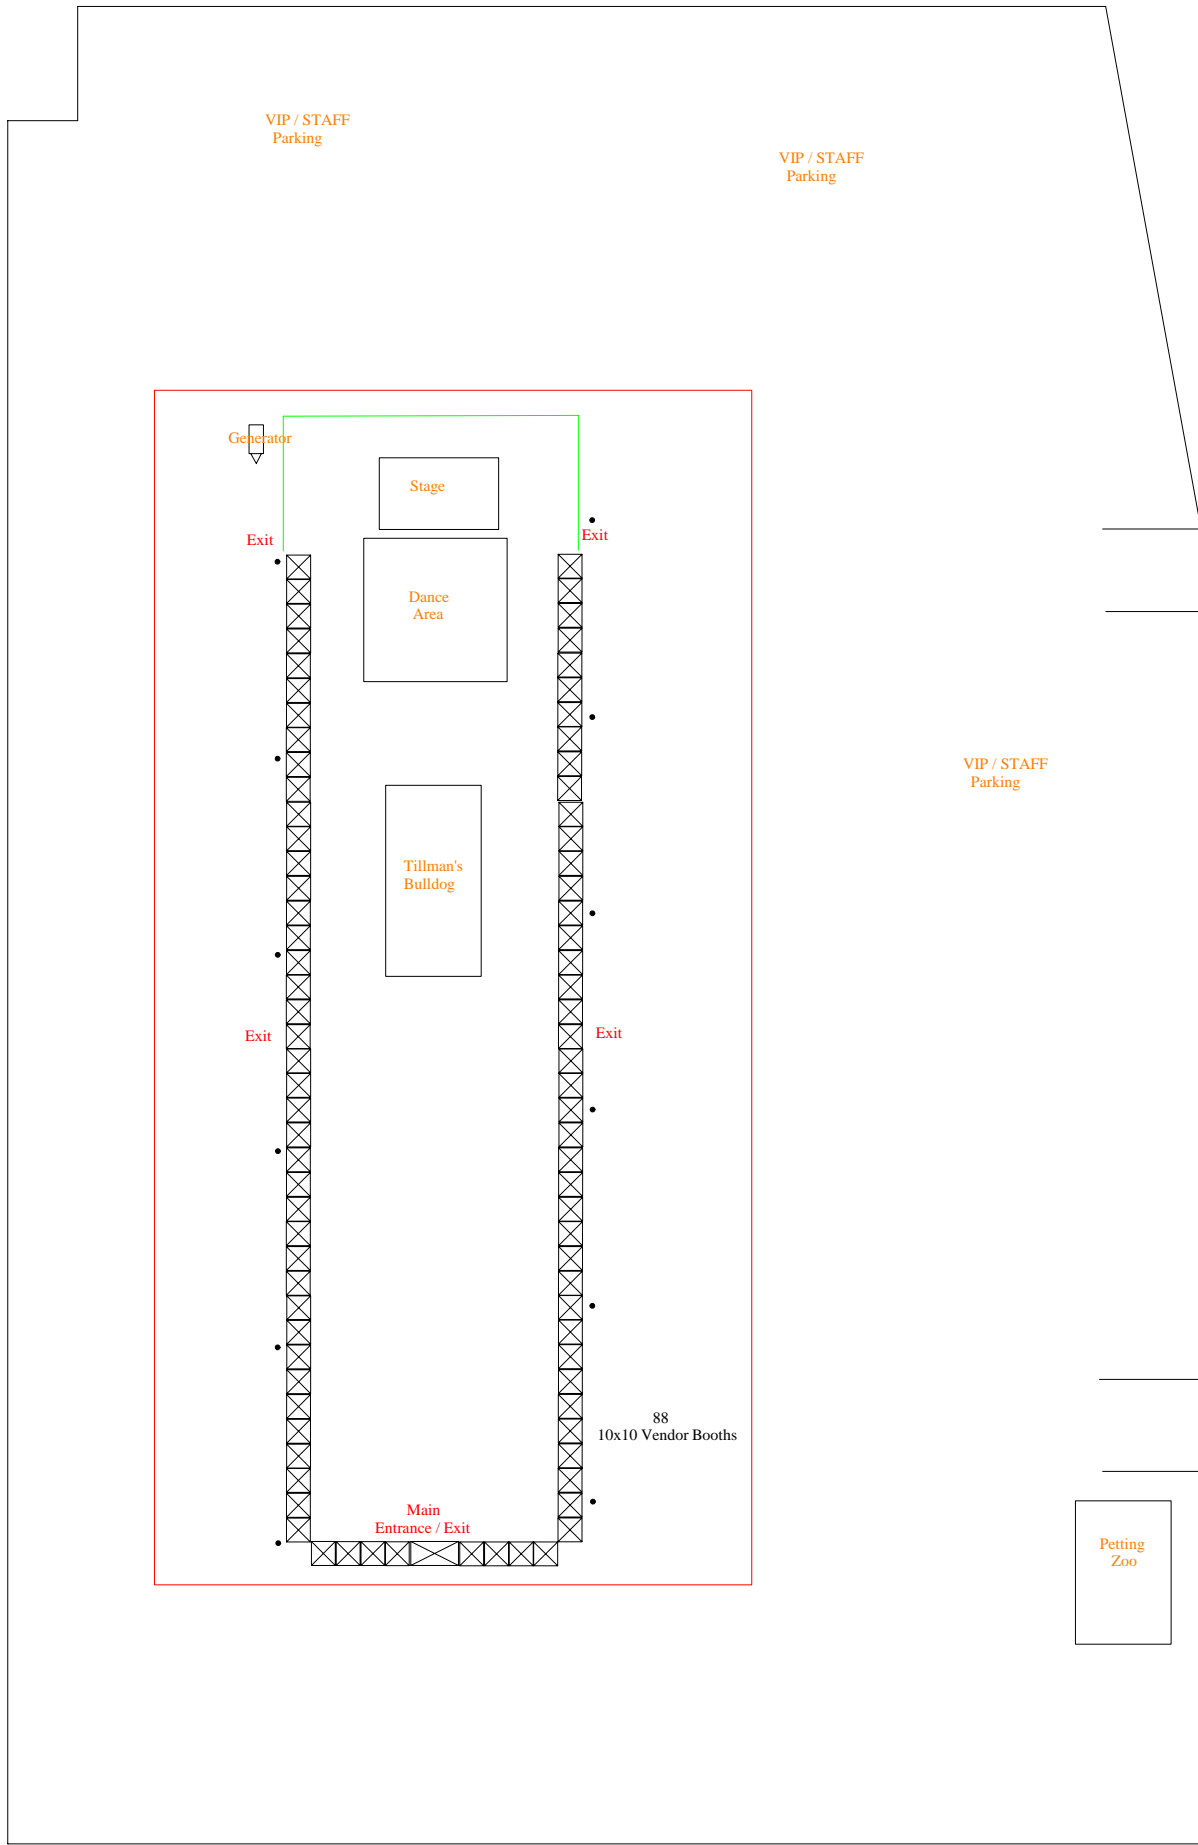 VIP / STAFF
Parking
VIP / STAFF
Parking
Generator
Stage
Exit
Exit
Dance
Area
VIP / STAFF
Parking
Tillman's
Bulldog
Exit
Exit
88
10x10 Vendor Booths
Main
Entrance / Exit
Petting
Zoo